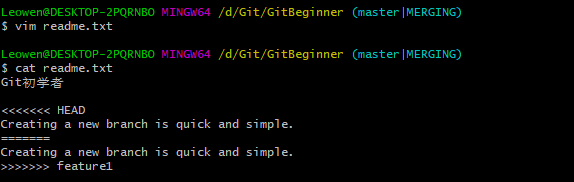 Leowen@DESKTOP-2PQRNBO MINGW64 /d/Git/GitBeginner (master|MERGING)
$ vim readme.txt
Leowen@DESKTOP-2PQRNBO MINGW64 /d/Git/GitBeginner (master|MERGING)
$ cat readme.txt
Git初学者
<<<<<<< HEAD
Creating a new branch is quick and simple.
=======
Creating a new branch is quick and simple.
>>>>>>> feature1